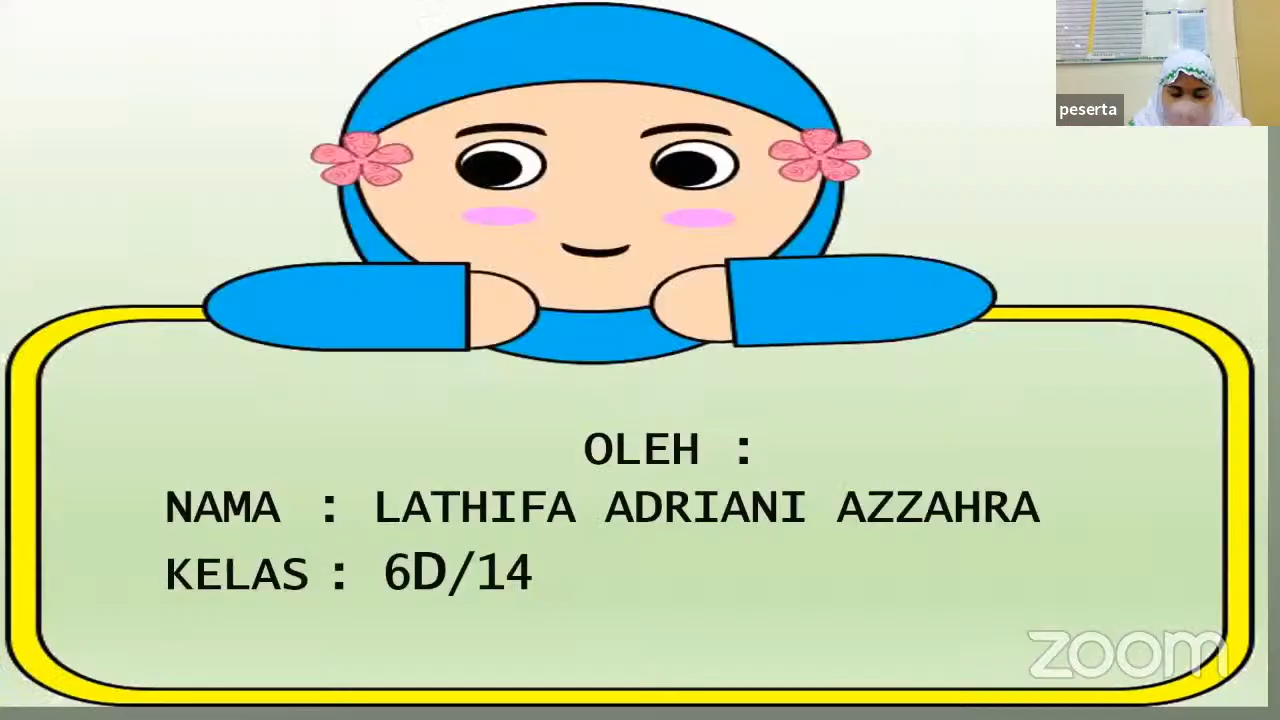 peserta
OLEH :
NAMA : LATHIFA ADRIANI AZZAHRA
KELAS : 6D/14
zoom